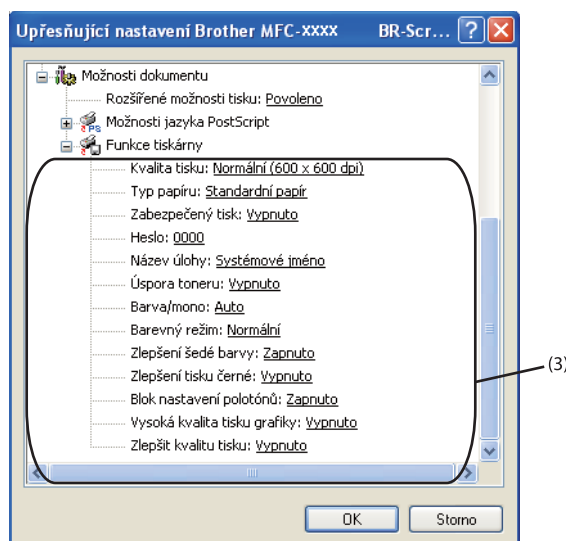 Upřesňující nastavení Brother MFC-xxxx BR-Scr...
Možnosti dokumentu
Rozšířené možnosti tisku: Povoleno
Možnosti jazyka PostScript
Funkce tiskárny
Kvalita tisku: Normální (600 x 600 dpi)
Typ papíru: Standardní papír
Zabezpečený tisk: Vypnuto
Heslo: 0000
Název úlohy: Systémové jméno
Úspora toneru: Vypnuto
Barva/mono: Auto
Barevný režim: Normální
Zlepšení šedé barvy: Zapnuto
Zlepšení tisku černé: Vypnuto
Blok nastavení polotónů: Zapnuto
Vysoká kvalita tisku grafiky: Vypnuto
Zlepšit kvalitu tisku: Vypnuto
(3)
OK Storno